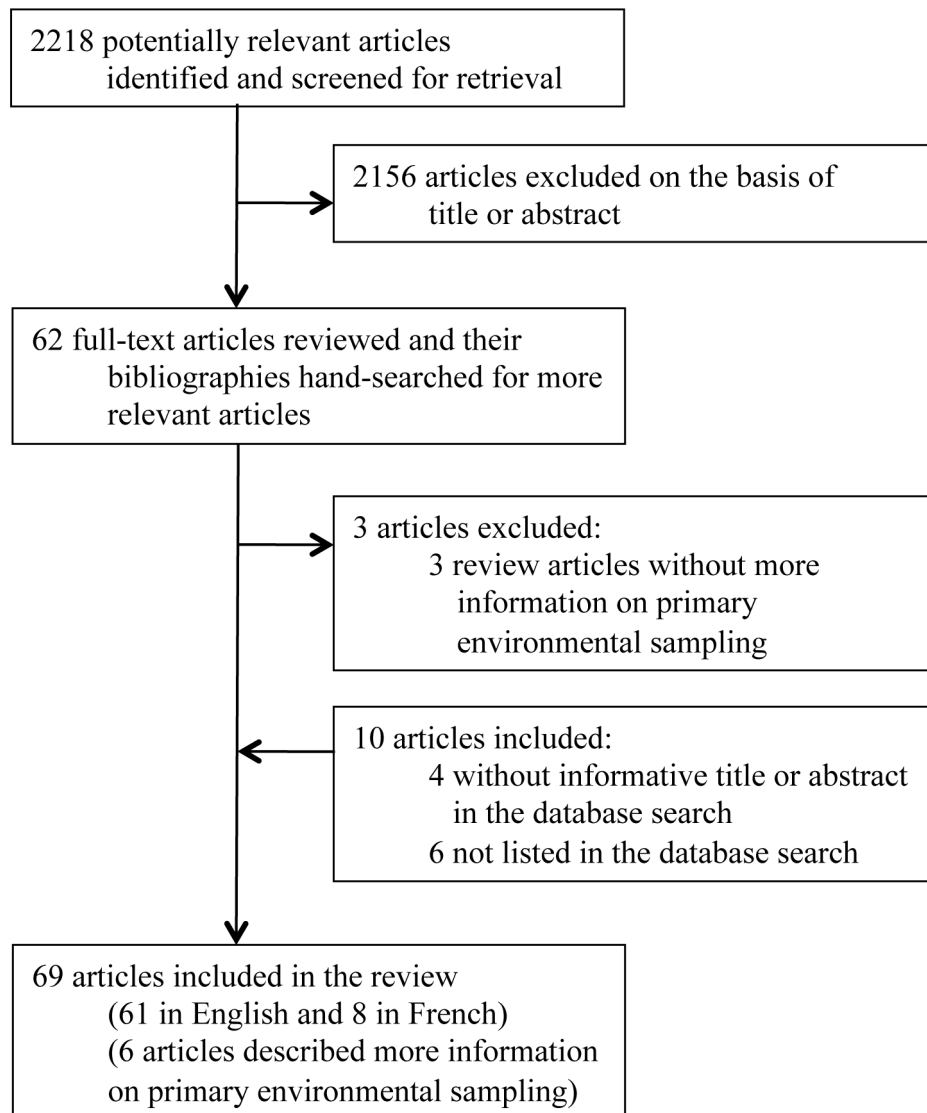 2218 potentially relevant articles
identified and screened for retrieval
2156 articles excluded on the basis of
title or abstract
62 full-text articles reviewed and their
bibliographies hand-searched for more
relevant articles
3 articles excluded:
3 review articles without more
information on primary
environmental sampling
10 articles included:
4 without informative title or abstract
in the database search
6 not listed in the database search
69 articles included in the review
(61 in English and 8 in French)
(6 articles described more information
on primary environmental sampling)